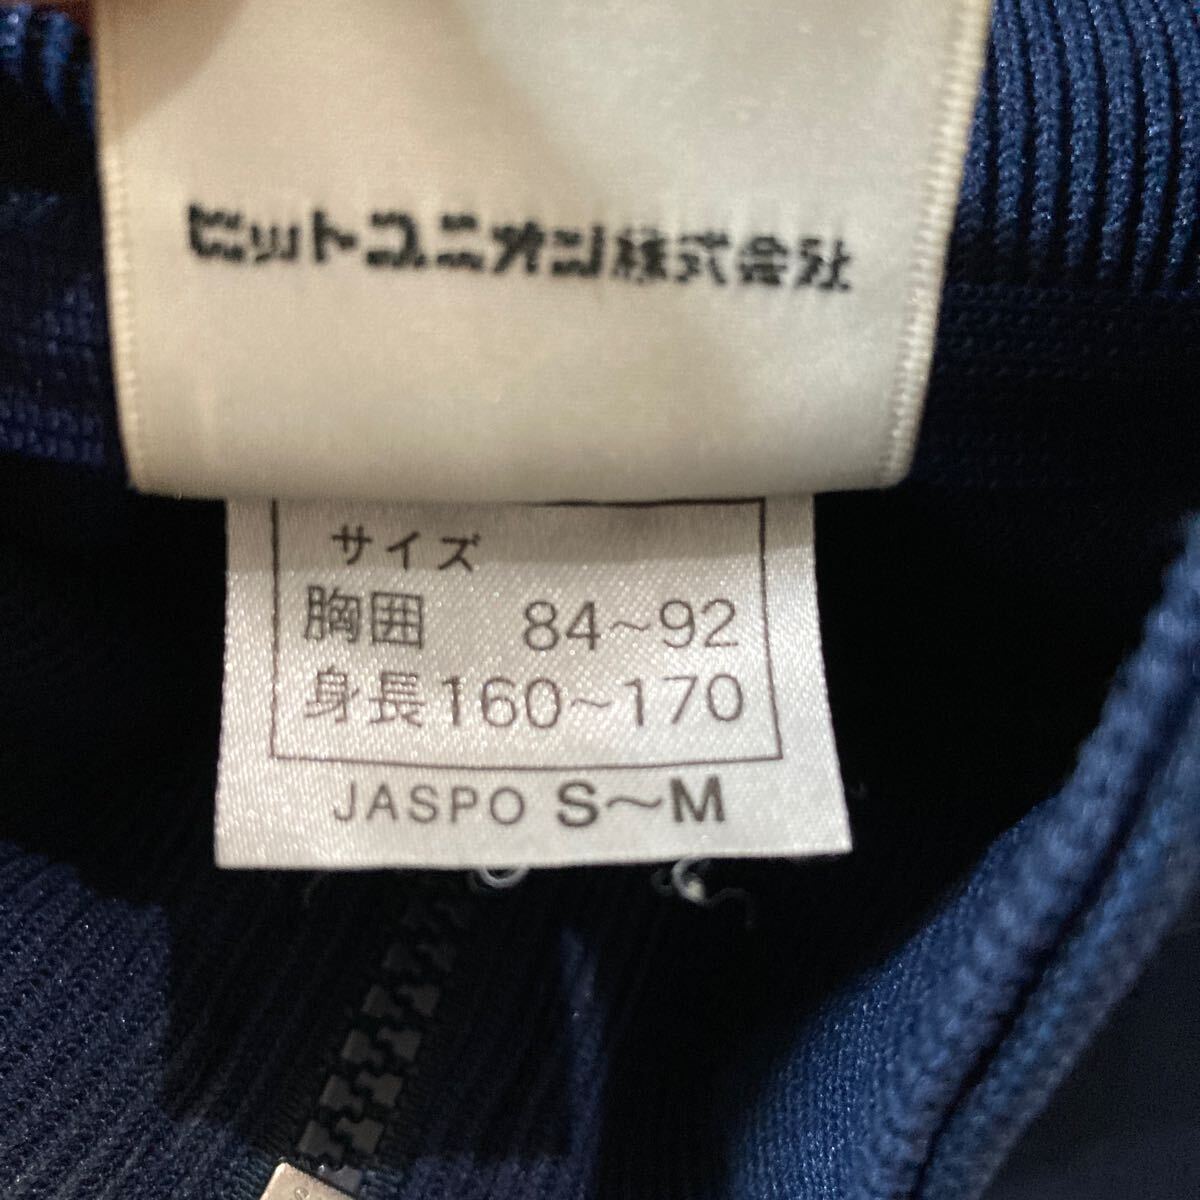 ヒットユニオン株式会社
サイズ
胸囲 84~92
身長160~170
JASPO S~M